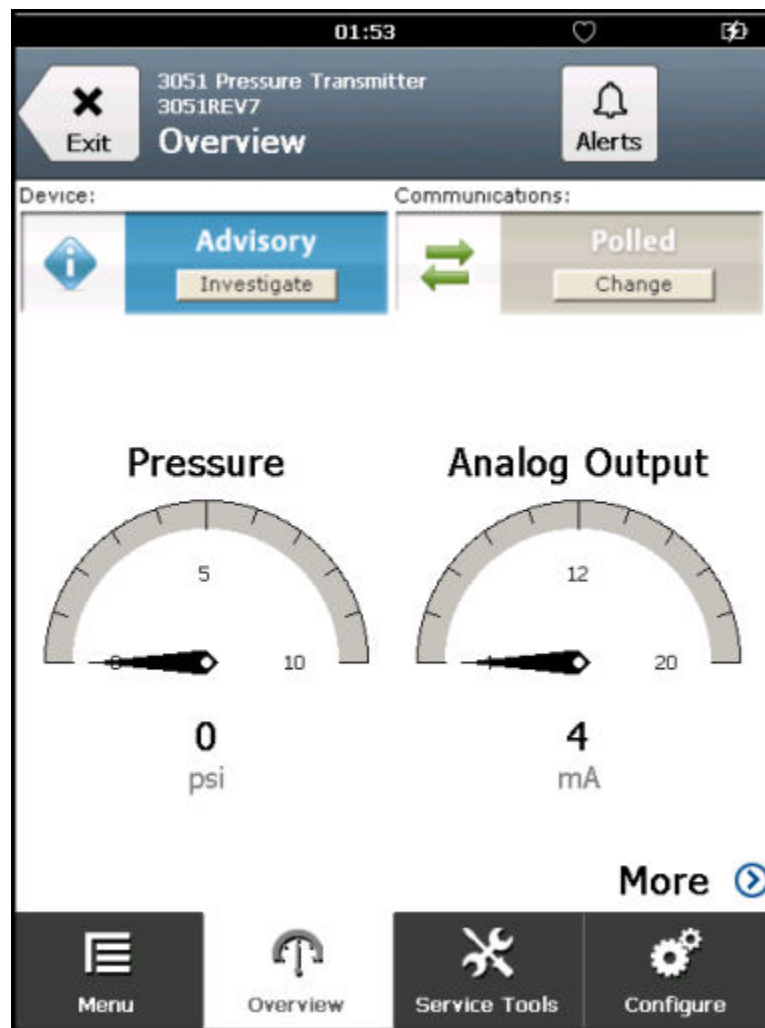 01:53
Exit
3051 Pressure Transmitter
3051REV7
Overview
Alerts
Device:
Communications:
Advisory
Investigate
Polled
Change
Pressure
5
0
10
0
psi
Analog Output
12
20
4
mA
More
Menu
Overview
Service Tools
Configure